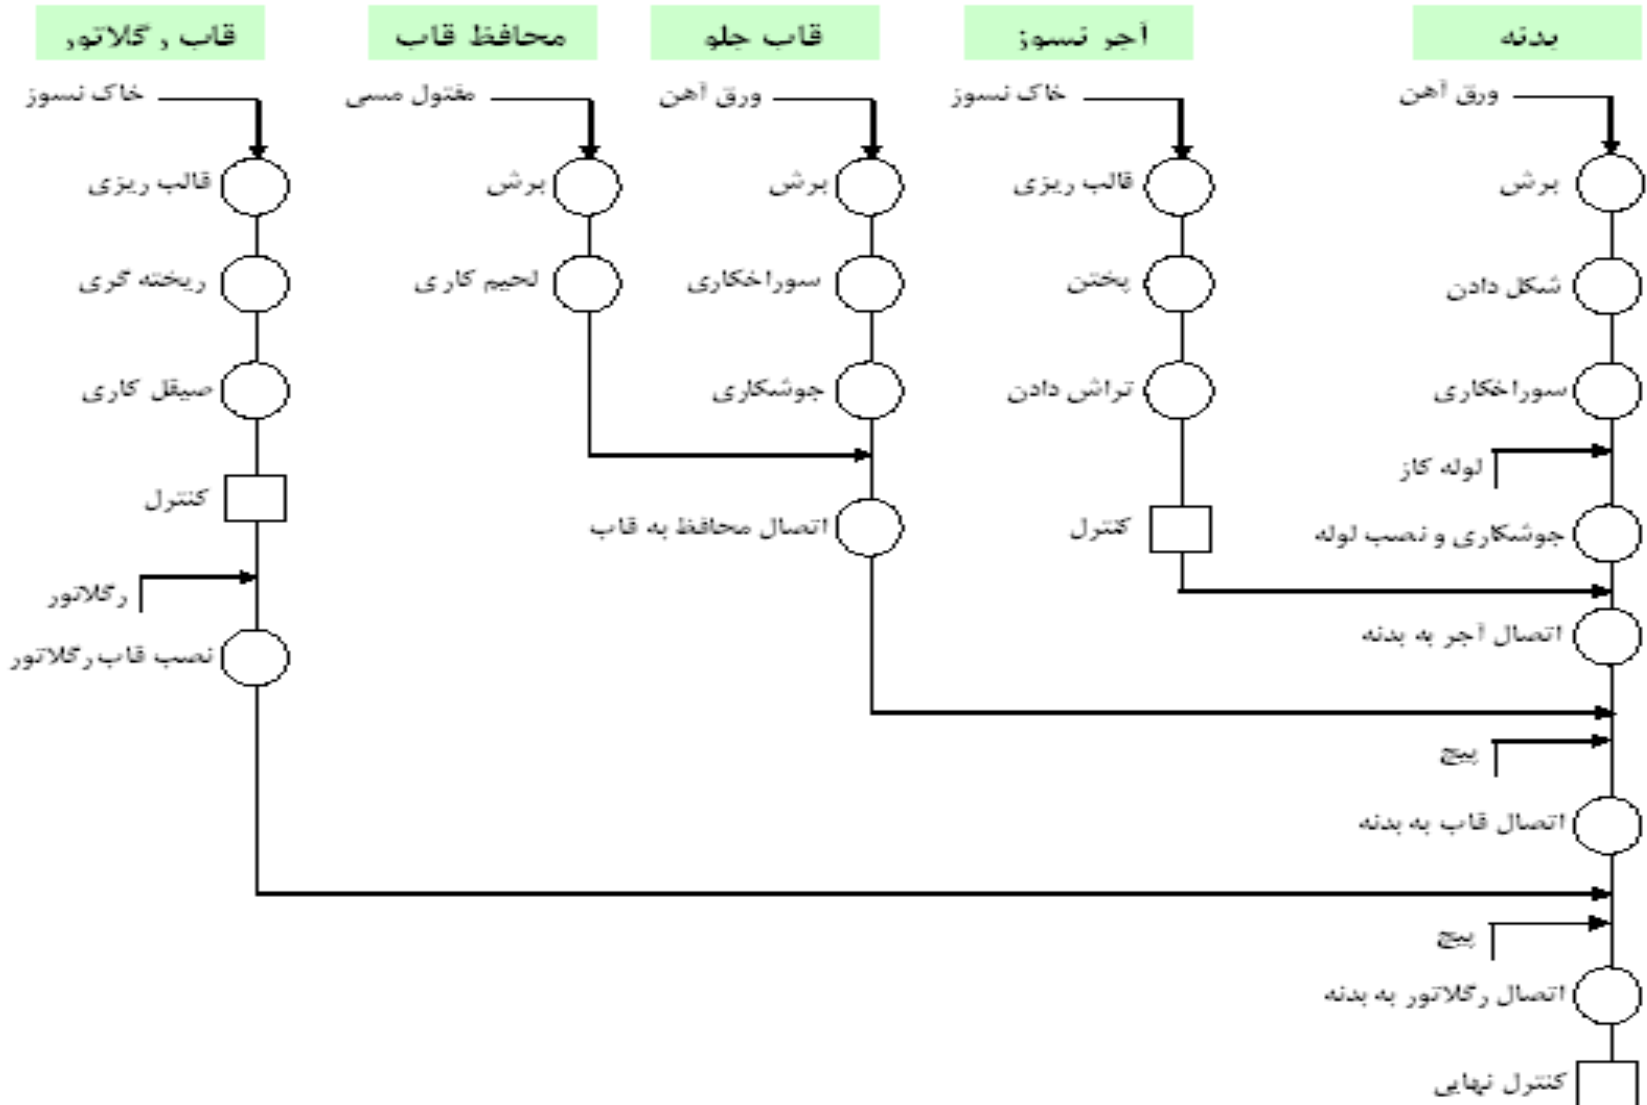 بدنه
آجر نسوز
قاب جلو
محافظ قاب
قاب رگلاتور
ورق آهن
خاک نسوز
ورق آهن
مفتول مسی
خاک نسوز
برش
قالب ریزی
برش
برش
قالب ریزی
شکل دادن
پختن
سوراخکاری
لحیم کاری
ریخته گری
سوراخکاری
تراش دادن
جوشکاری
صیقل کاری
لوله گاز
کنترل
جوشکاری و نصب لوله
کنترل
اتصال محافظ به قاب
رگلاتور
اتصال آجر به بدنه
نصب قاب رگلاتور
پیچ
اتصال قاب به بدنه
پیچ
اتصال رگلاتور به بدنه
کنترل نهایی